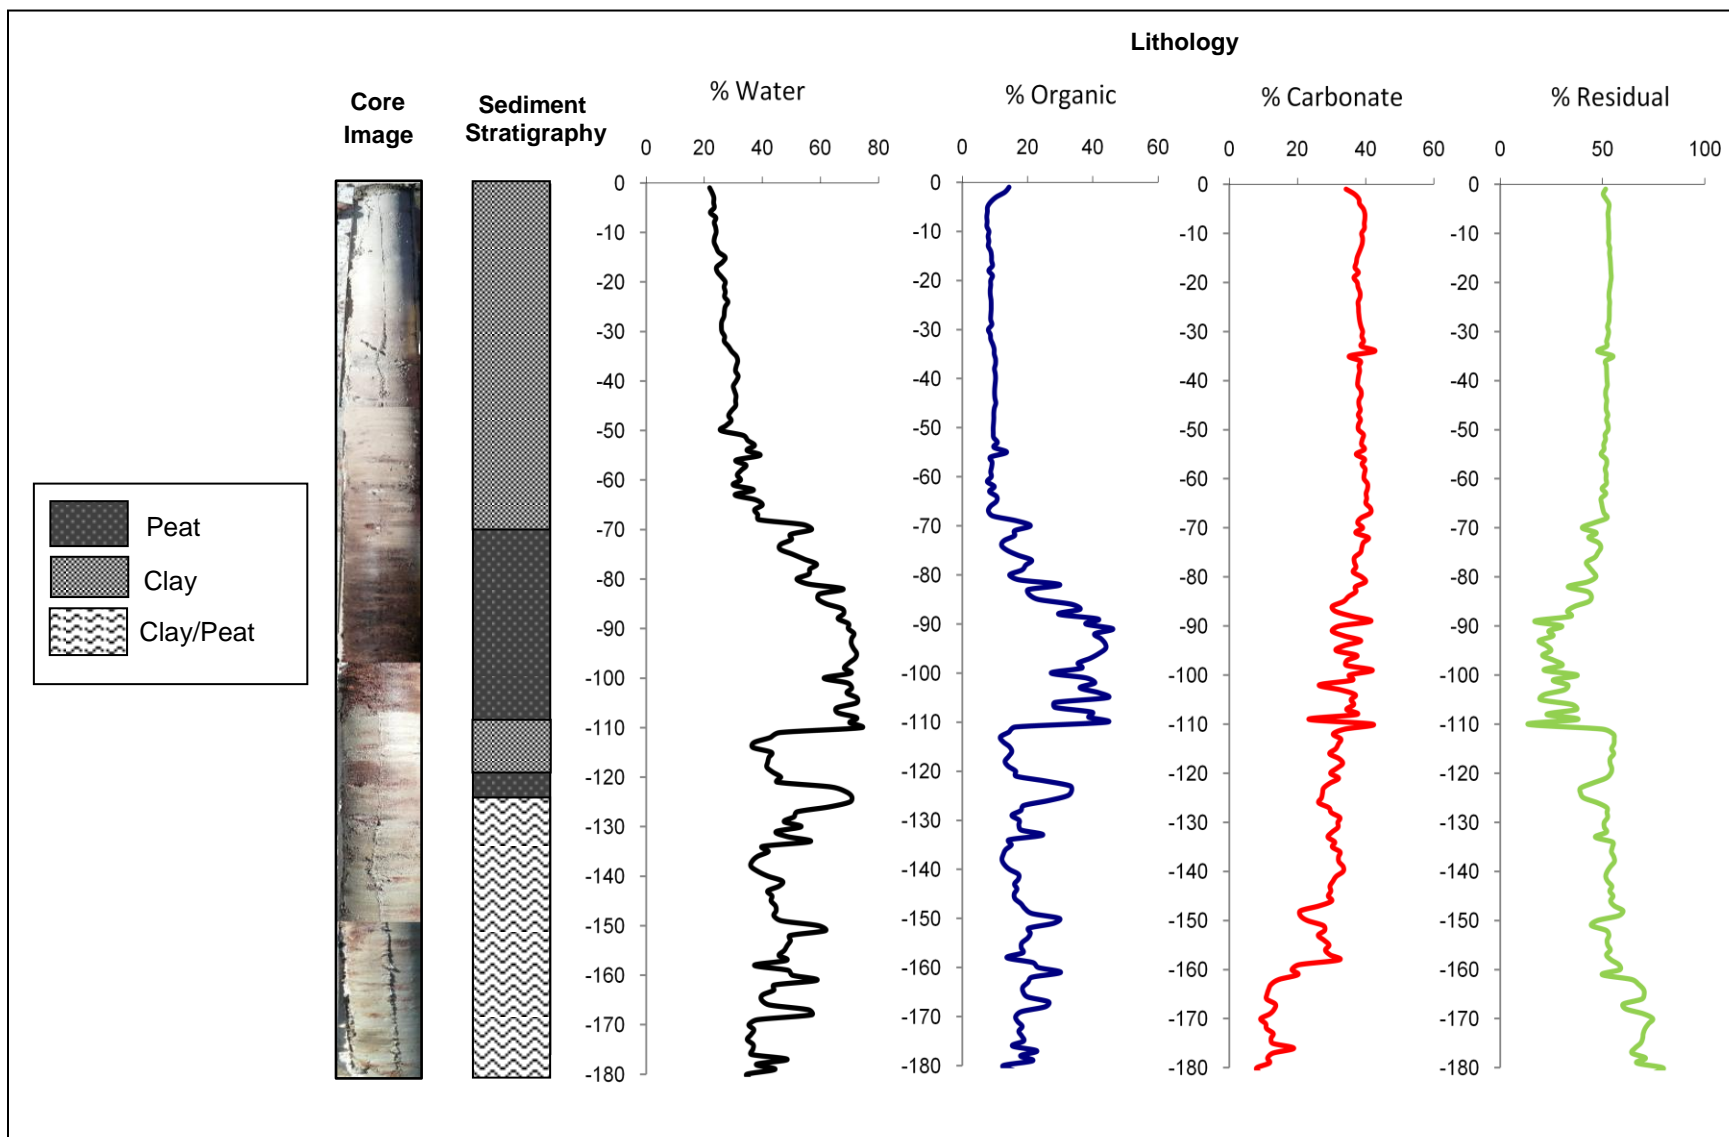 Lithology
Core
Image
Sediment
Stratigraphy
% Water
% Organic
% Carbonate
% Residual
0 20 40 60 80
0 20 40 60
0 20 40 60
0 50 100
0 0 0 0
-10 -10 -10 -10
-20 -20 -20 -20
-30 -30 -30 -30
-40 -40 -40 -40
-50 -50 -50 -50
-60 -60 -60 -60
-70 -70 -70 -70
-80 -80 -80 -80
-90 -90 -90 -90
-100 -100 -100 -100
-110 -110 -110 -110
-120 -120 -120 -120
-130 -130 -130 -130
-140 -140 -140 -140
-150 -150 -150 -150
-160 -160 -160 -160
-170 -170 -170 -170
-180 -180 -180 -180
Peat
Clay
Clay/Peat